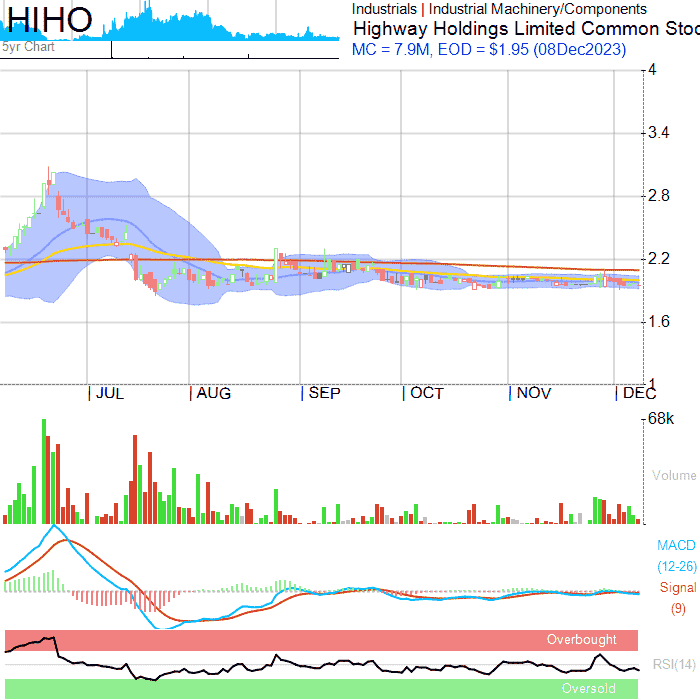 HIHO
5yr Chart
Industrials | Industrial Machinery/Components
Highway Holdings Limited Common Stoc
MC = 7.9M, EOD = $1.95 (08Dec2023)
4
3.4
2.8
2.2
1.6
1
JUL AUG SEP OCT NOV DEC
68k
Volume
MACD
(12-26)
Signal
(9)
Overbought
RSI(14)
Oversold